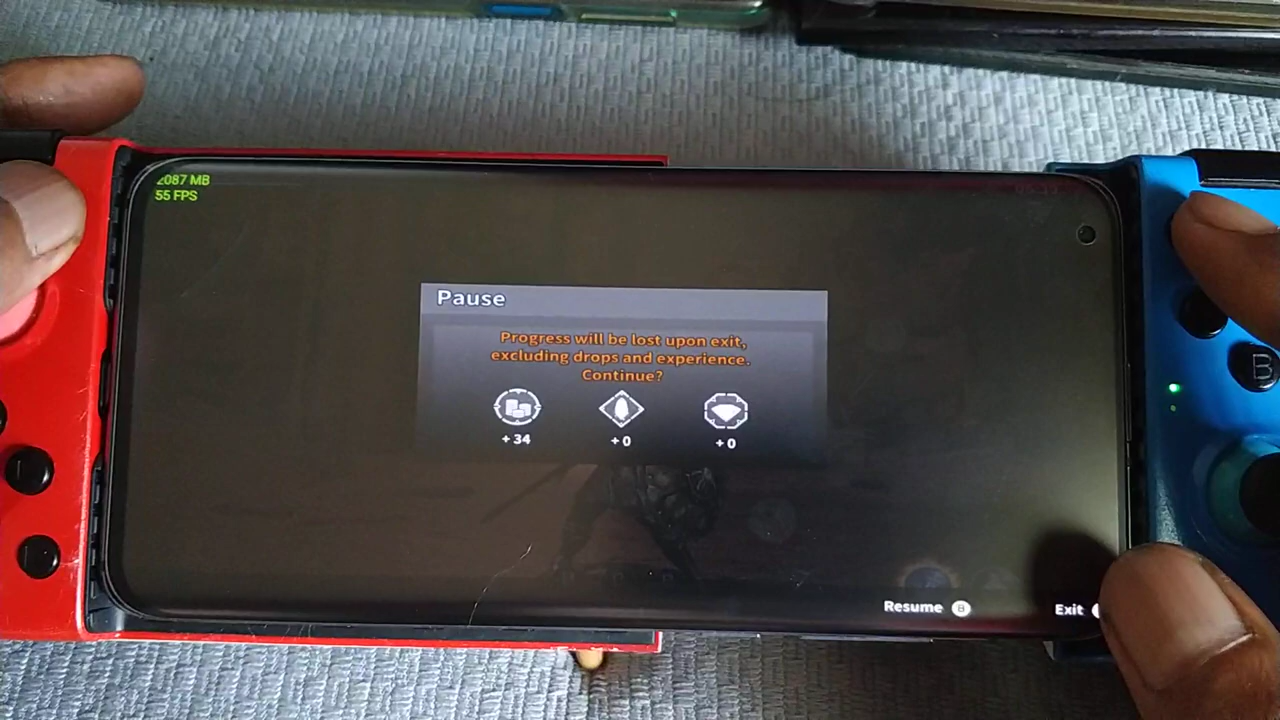 2087 MB
55 FPS
Pause
Progress will be lost upon exit,
excluding drops and experience.
Continue?
+ 34
+ 0
+ 0
B
Resume B
Exit